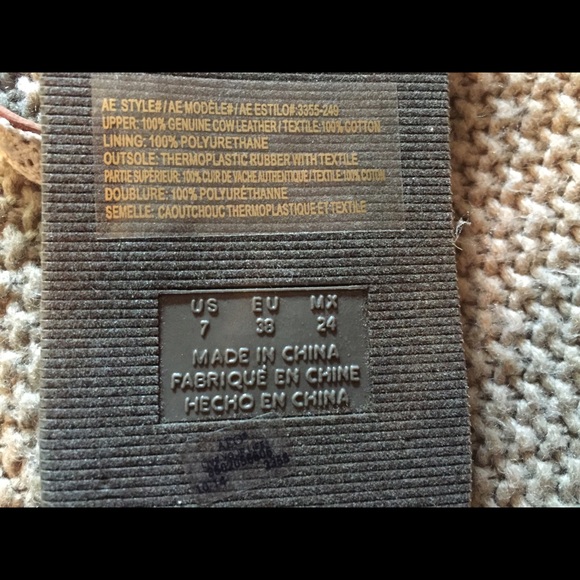 AE STYLE# / AE MODÈLE# / AE ESTILO#:3355-240
UPPER: 100% GENUINE COW LEATHER / TEXTILE:100% COTTON
LINING: 100% POLYURETHANE
OUTSOLE: THERMOPLASTIC RUBBER WITH TEXTILE
PARTIE SUPÉRIEUR: 100% CUIR DE VACHE AUTHENTIQUE / TEXTILE:100% COTON
DOUBLURE: 100% POLYURÉTHANNE
SEMELLE: CAOUTCHOUC THERMOPLASTIQUE ET TEXTILE
US EU MX
7 38 24
MADE IN CHINA
FABRIQUÉ EN CHINE
HECHO EN CHINA